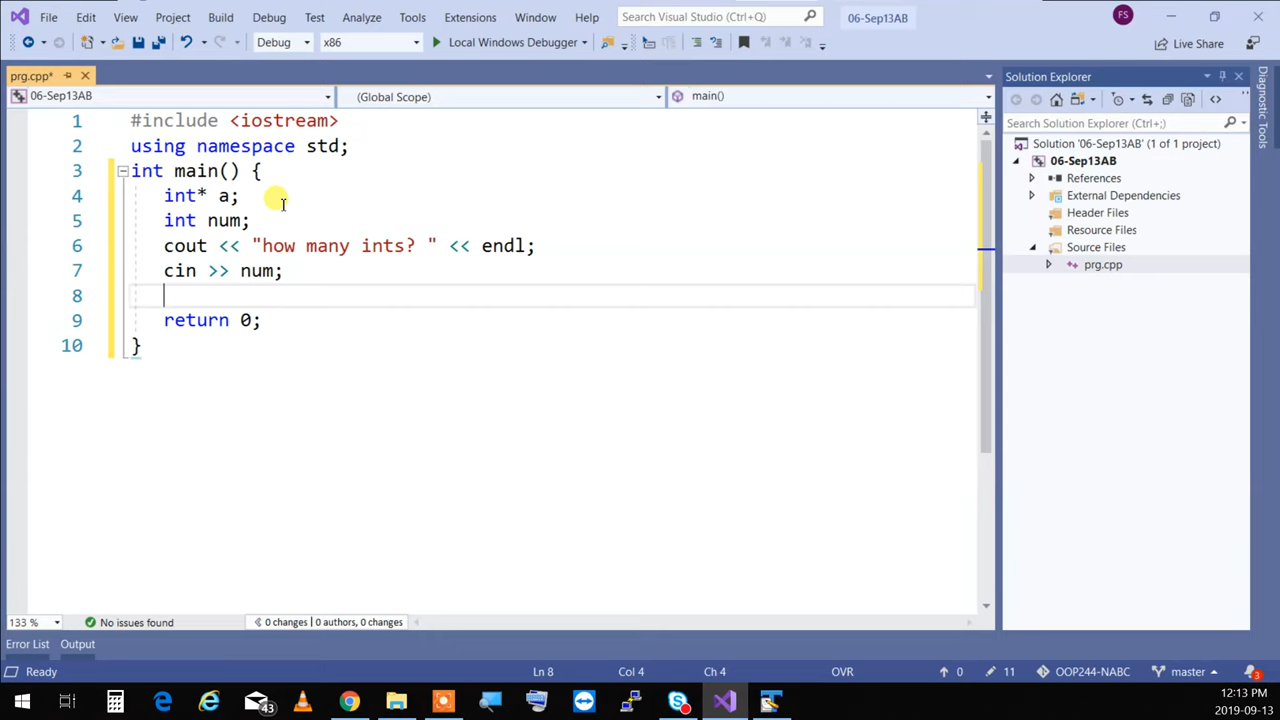 File Edit View Project Build Debug Test Analyze Tools Extensions Window Help Search Visual Studio (Ctrl+Q) 06-Sep13AB FS
Debug x86 Local Windows Debugger Live Share
prg.cpp*
06-Sep13AB (Global Scope) main()
1 #include <iostream>
2 using namespace std;
3 int main() {
4 int* a;
5 int num;
6 cout << "how many ints? " << endl;
7 cin >> num;
8
9 return 0;
10 }
Solution Explorer
Search Solution Explorer (Ctrl+;)
Solution '06-Sep13AB' (1 of 1 project)
06-Sep13AB
References
External Dependencies
Header Files
Resource Files
Source Files
prg.cpp
Diagnostic Tools
133 % No issues found 0 changes | 0 authors, 0 changes
Error List Output
Ready Ln 8 Col 4 Ch 4 OVR 0 11 OOP244-NABC master 3
43
12:13 PM
2019-09-13